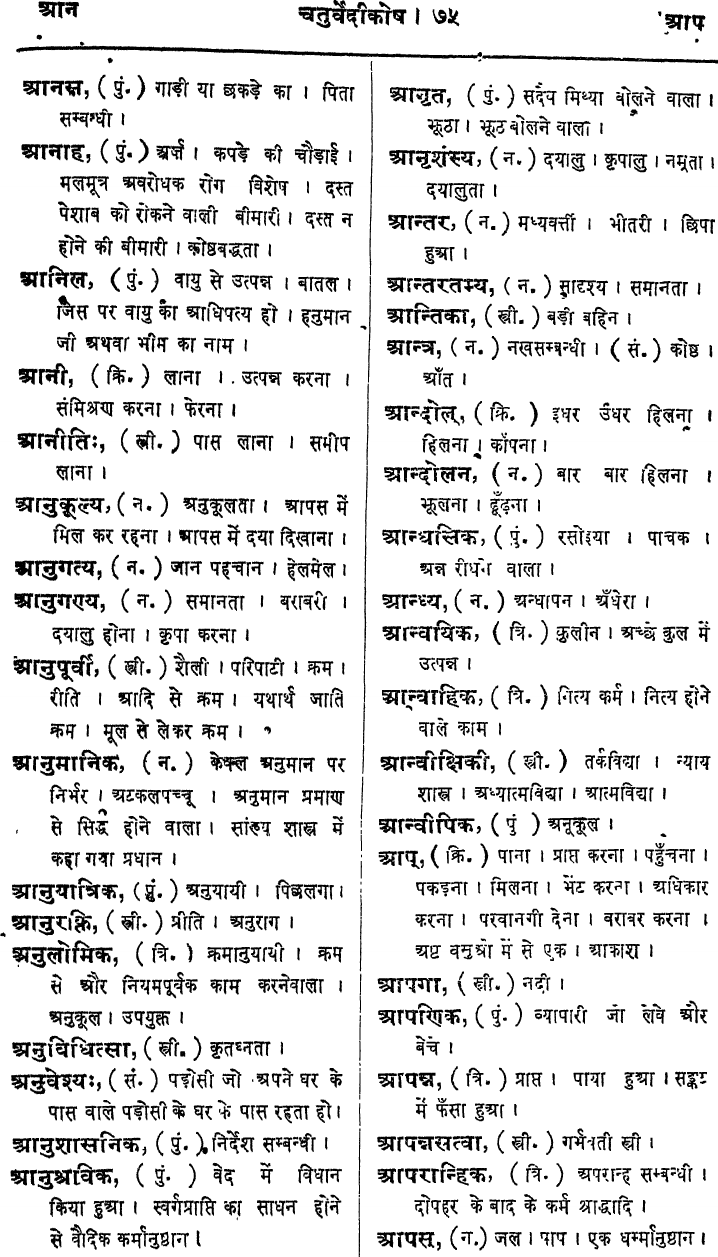 आन
चतुर्वेदीकोष । ७५
आप
आनस, ( पुं. ) गाड़ी या छकड़े का । पिता
सम्बन्धी ।
आनाह, ( पुं. ) अर्ज । कपड़े की चौड़ाई ।
मलमूत्र अवरोधक रोग विशेष । दस्त
पेशाब को रोकने वाली बीमारी । दस्त न
होने की बीमारी । कोष्ठबद्धता ।
आनिल, ( पुं. ) वायु से उत्पन्न । बातल ।
जिस पर वायु का आधिपत्य हो । हनुमान
जी अथवा भीम का नाम ।
आनी, ( क्रि. ) लाना । उत्पन्न करना ।
संमिश्रण करना । फेरना ।
आनीतिः, ( स्त्री. ) पास लाना । समीप
लाना ।
आनुकूल्य, ( न. ) अनुकूलता । आपस में
मिल कर रहना । आपस में दया दिखाना ।
आनुगत्य, ( न. ) जान पहचान । हेलमेल ।
आनुगण्य, ( न. ) समानता । बराबरी ।
दयालु होना । कृपा करना ।
आनुपूर्वी, ( स्त्री. ) शैली । परिपाटी । क्रम ।
रीति । आदि से क्रम । यथार्थ जाति
क्रम । मूल से लेकर क्रम ।
आनुमानिक, ( न. ) केवल अनुमान पर
निर्भर । अटकलपच्चू । अनुमान प्रमाण
से सिद्ध होने वाला । सांख्य शास्त्र में
कहा गया प्रधान ।
आनुयात्रिक, ( पुं. ) अनुयायी । पिछलगा ।
आनुरक्ति, ( स्त्री. ) प्रीति । अनुराग ।
अनुलोमिक, ( त्रि. ) क्रमानुयायी । क्रम
से और नियमपूर्वक काम करनेवाला ।
अनुकूल । उपयुक्त ।
अनुविधित्सा, ( स्त्री. ) कृतघ्नता ।
अनुवेश्यः, ( सं. ) पड़ोसी जो अपने घर के
पास वाले पड़ोसी के घर के पास रहता हो ।
आनुशासनिक, ( पुं. ) निर्देश सम्बन्धी ।
आनुश्राविक, ( पुं. ) वेद में विधान
किया हुआ । स्वर्गप्राप्ति का साधन होने
से वैदिक कर्मानुष्ठान ।
आनृत, ( पुं. ) सदैव मिथ्या बोलने वाला ।
झूठा । झूठ बोलने वाला ।
आनृशंस्य, ( न. ) दयालु । कृपालु । नम्रता ।
दयालुता ।
आन्तर, ( न. ) मध्यवर्त्ती । भीतरी । छिपा
हुआ ।
आन्तरतम्य, ( न. ) सादृश्य । समानता ।
आन्तिका, ( स्त्री. ) बड़ी बहिन ।
आन्त्र, ( न. ) नखसम्बन्धी । ( सं. ) कोष्ठ ।
आँत ।
आन्दोल्, ( क्रि. ) इधर उधर हिलना ।
हिलना । काँपना ।
आन्दोलन, ( न. ) बार बार हिलना ।
झूलना । ढूँढ़ना ।
आन्धसिक, ( पुं. ) रसोइया । पाचक ।
अन्न रीधने वाला ।
आन्ध्य, ( न. ) अन्धापन । अँधेरा ।
आन्वायिक, ( त्रि. ) कुलीन । अच्छे कुल में
उत्पन्न ।
आन्वाहिक, ( त्रि. ) नित्य कर्म । नित्य होने
वाले काम ।
आन्वीक्षिकी, ( स्त्री. ) तर्कविद्या । न्याय
शास्त्र । अध्यात्मविद्या । आत्मविद्या ।
आन्वीपिक, ( पुं ) अनूकूल ।
आप्, ( क्रि. ) पाना । प्राप्त करना । पहुँचना ।
पकड़ना । मिलना । भेंट करना । अधिकार
करना । परवानगी देना । बराबर करना ।
अष्ट वसुओं में से एक । आकाश ।
आपगा, ( स्त्री. ) नदी ।
आपणिक, ( पुं. ) व्यापारी जो लेवे और
बेचे ।
आपन्न, ( त्रि. ) प्राप्त । पाया हुआ । सङ्कट
में फँसा हुआ ।
आपन्नसत्वा, ( स्त्री. ) गर्भवती स्त्री ।
आपरान्हिक, ( त्रि. ) अपरान्ह सम्बन्धी ।
दोपहर के बाद के कर्म श्राद्धादि ।
आपस्, ( न. ) जल । पाप । एक धर्म्मानुष्ठान ।